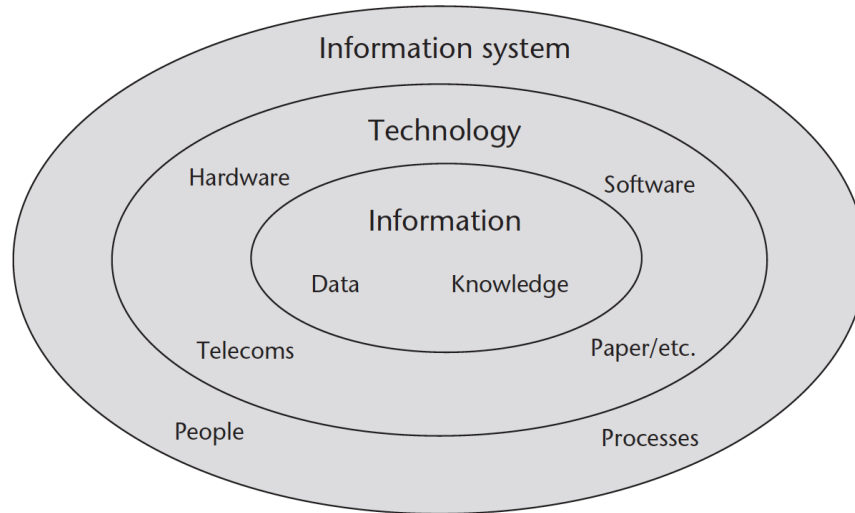 Information system
Technology
Hardware
Software
Information
Data
Knowledge
Telecoms
Paper/etc.
People
Processes